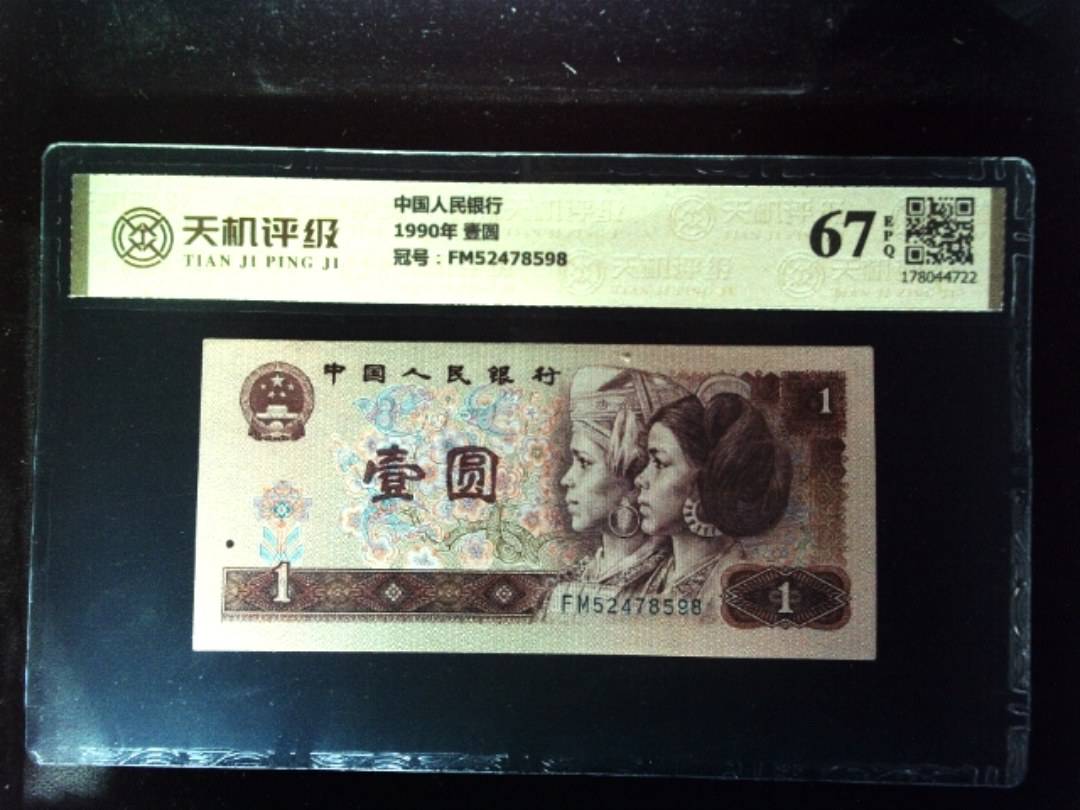 天机评级
TIAN JI PING JI
中国人民银行
1990年 壹圆
冠号：FM52478598
67
EPQ
178044722
中国人民银行
1
壹圆
1
FM52478598
1